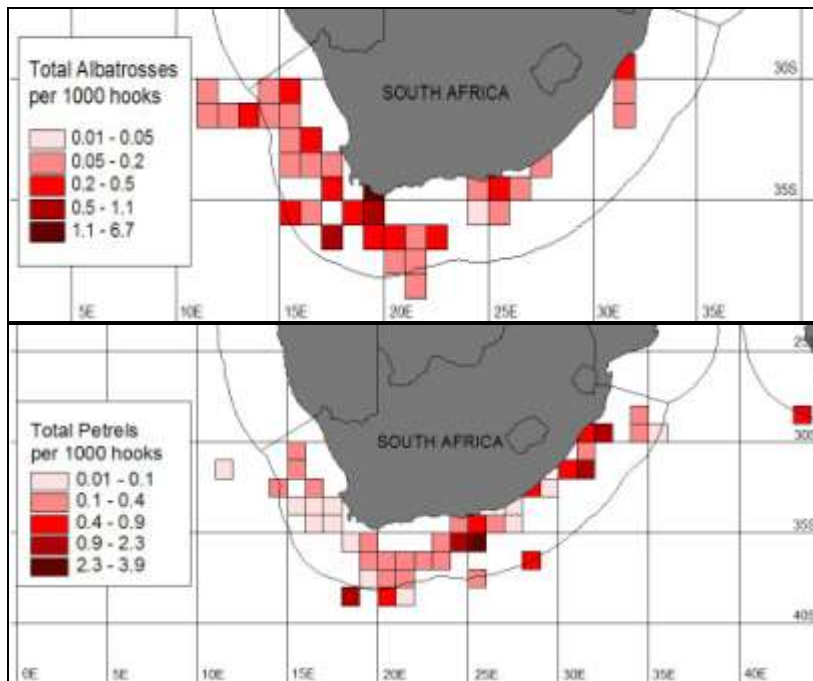 Total Albatrosses
per 1000 hooks
0.01 - 0.05
0.05 - 0.2
0.2 - 0.5
0.5 - 1.1
1.1 - 6.7
SOUTH AFRICA
30S
35S
5E 10E 15E 20E 25E 30E 35E
Total Petrels
per 1000 hooks
0.01 - 0.1
0.1 - 0.4
0.4 - 0.9
0.9 - 2.3
2.3 - 3.9
SOUTH AFRICA
30S
35S
40S
0E 5E 10E 15E 20E 25E 30E 35E 40E